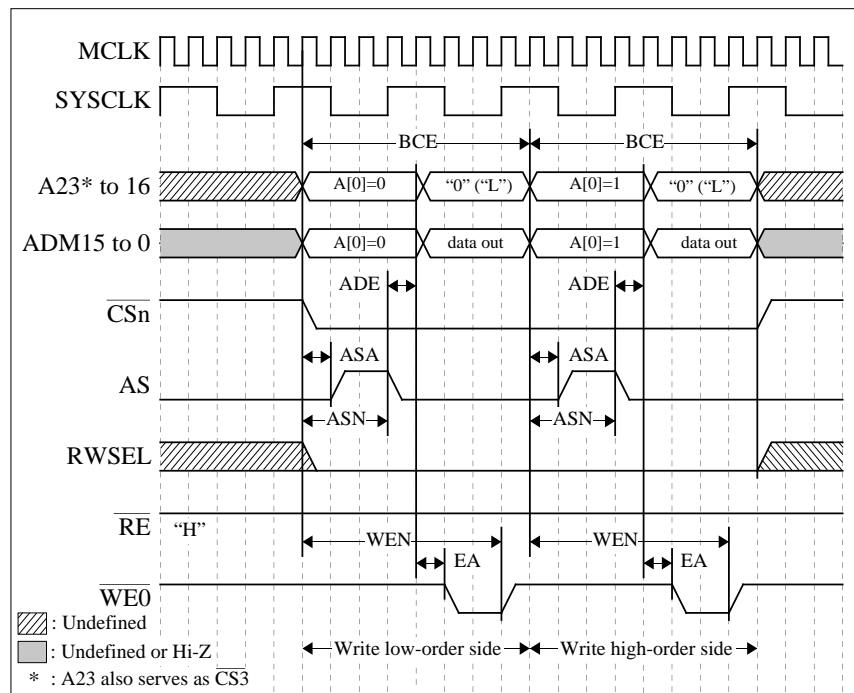 MCLK
SYSCLK
BCE BCE
A23* to 16 A[0]=0 “0” (“L”) A[0]=1 “0” (“L”)
ADM15 to 0 A[0]=0 data out A[0]=1 data out
ADE ADE
CSn
ASA ASA
AS
ASN ASN
RWSEL
RE “H”
WEN WEN
EA EA
WE0
: Undefined
: Undefined or Hi-Z
Write low-order side Write high-order side
* : A23 also serves as CS3